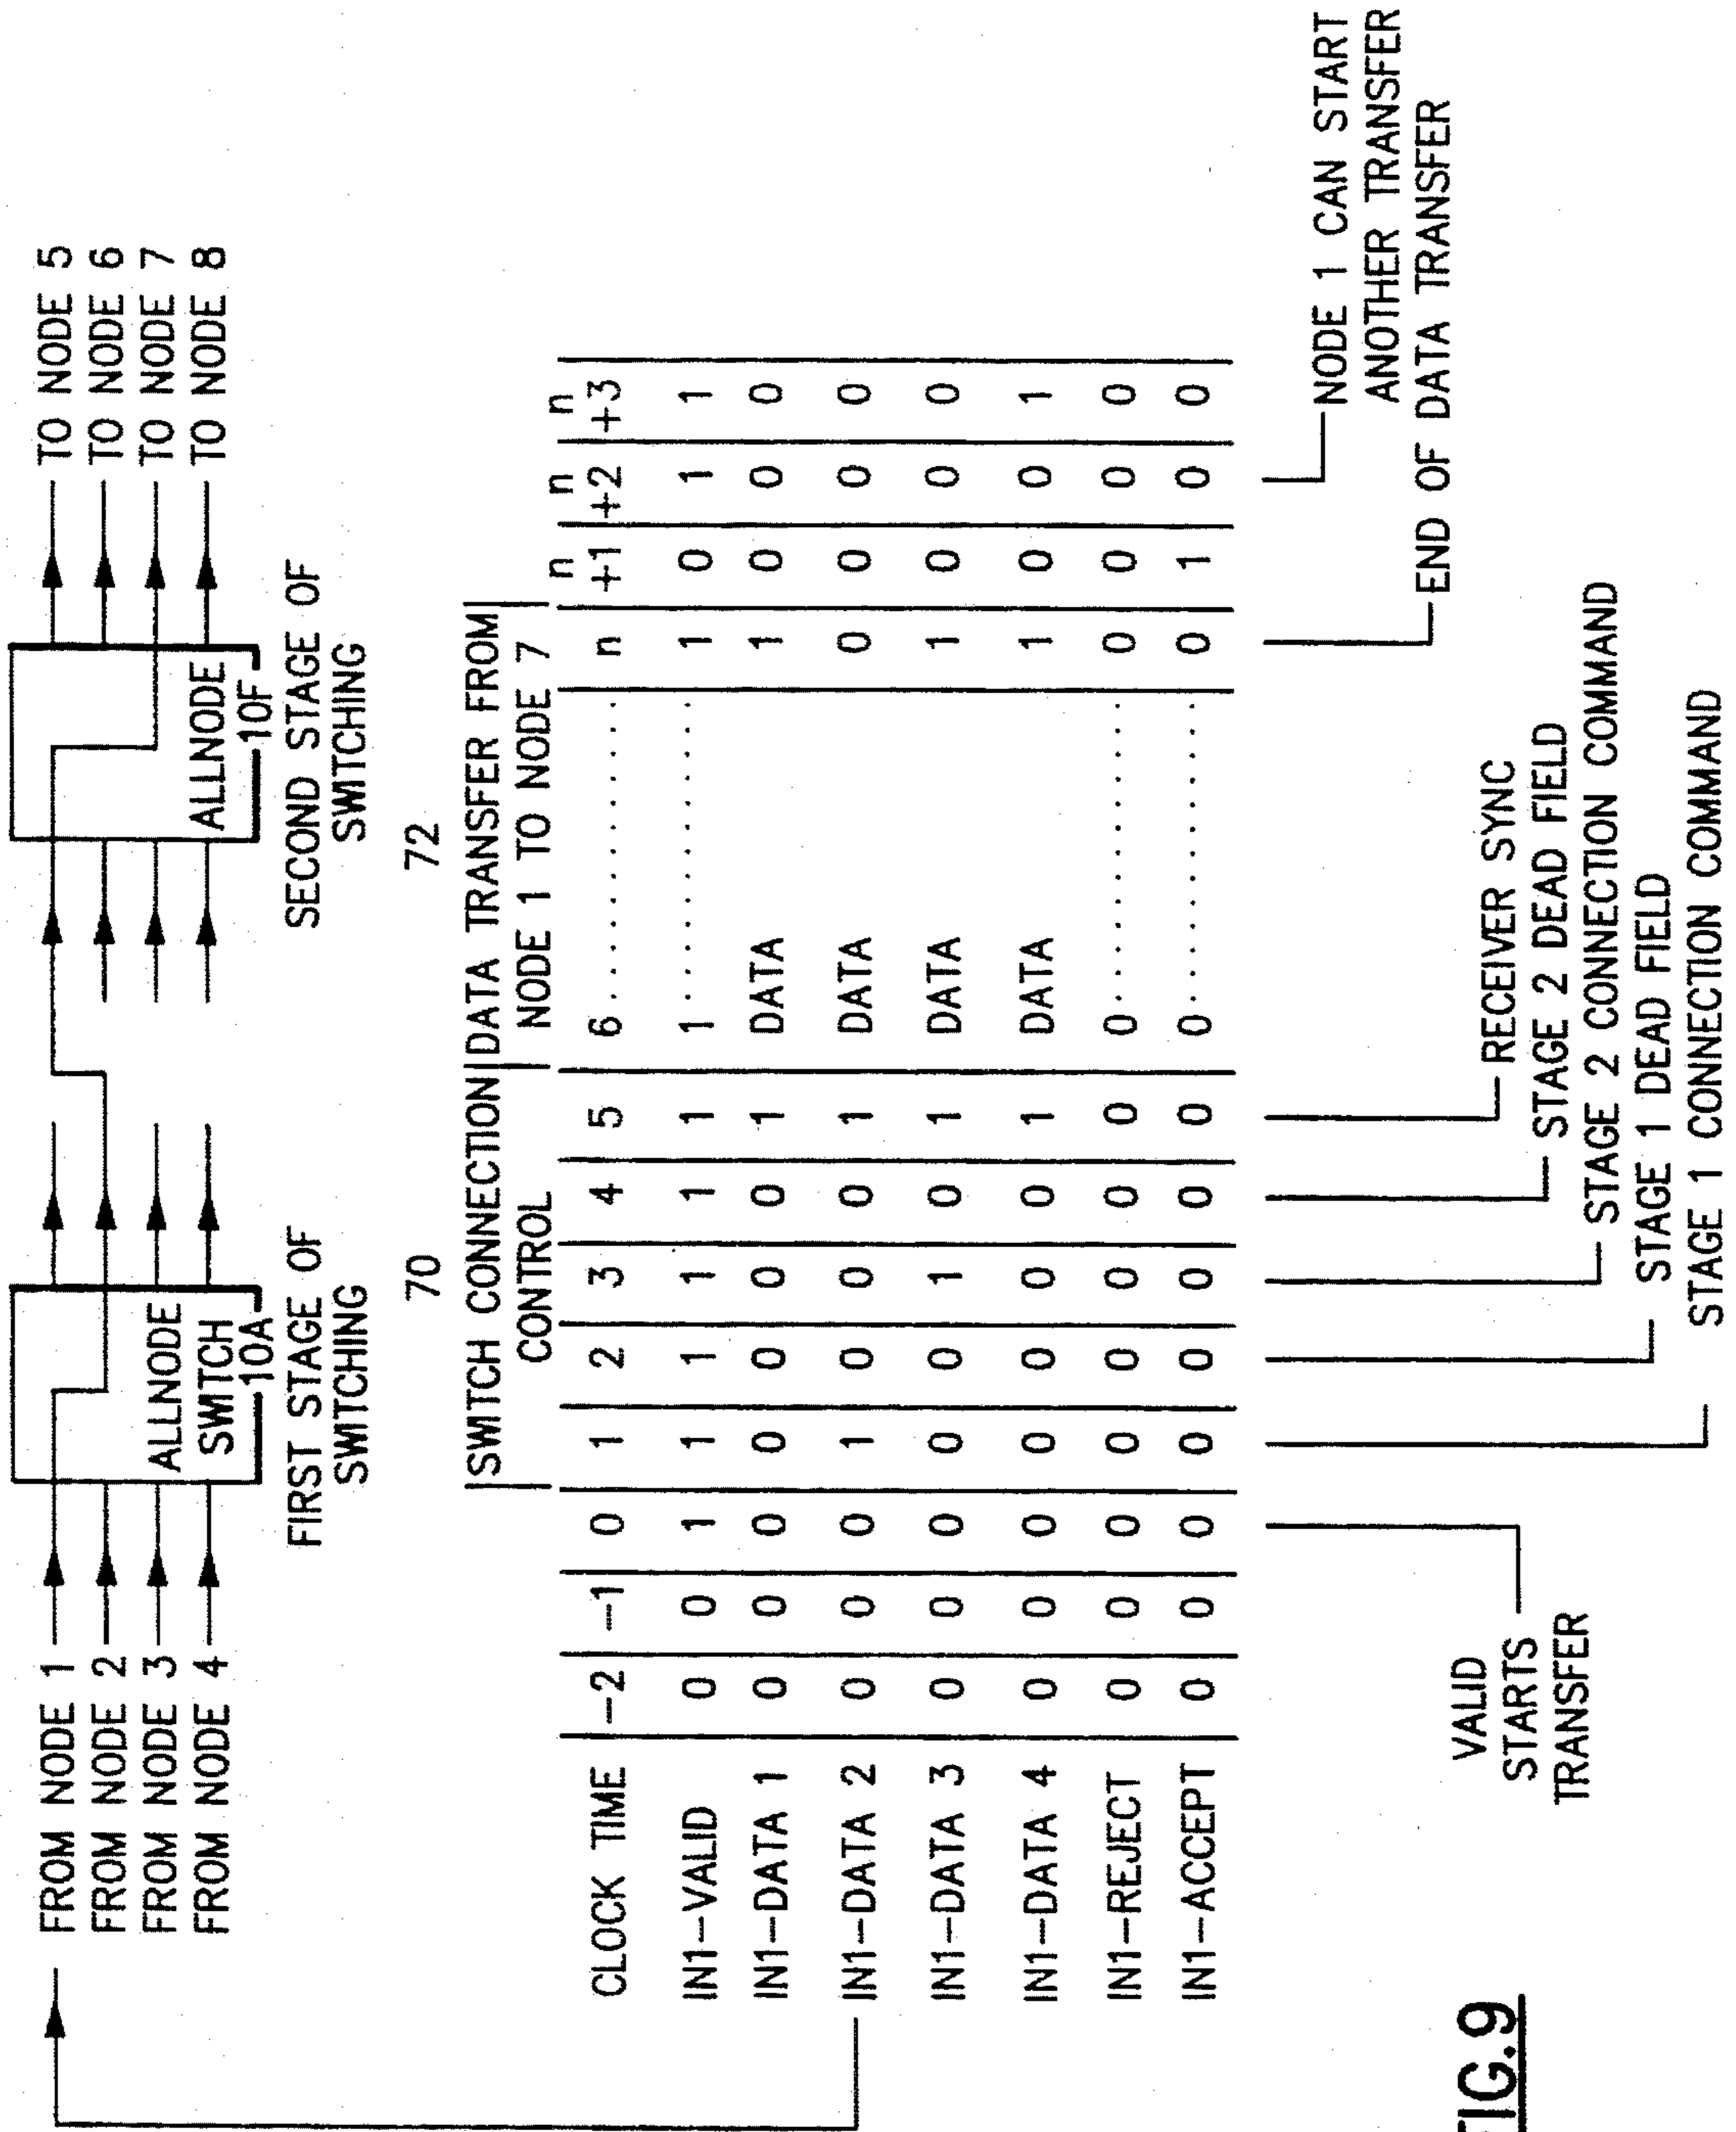 FROM NODE 1
FROM NODE 2
FROM NODE 3
FROM NODE 4
ALLNODE
SWITCH
10A
FIRST STAGE OF
SWITCHING
ALLNODE
10F
SECOND STAGE OF
SWITCHING
TO NODE 5
TO NODE 6
TO NODE 7
TO NODE 8
70
72
SWITCH CONNECTION
CONTROL
DATA TRANSFER FROM
NODE 1 TO NODE 7
CLOCK TIME -2 -1 0 1 2 3 4 5 6........... n n+1 n+2 n+3
IN1-VALID 0 0 1 1 1 1 1 1 1........... 1 0 1 1
IN1-DATA 1 0 0 0 0 0 0 0 1 DATA 1 0 0 0
IN1-DATA 2 0 0 0 1 0 0 0 1 DATA 0 0 0 0
IN1-DATA 3 0 0 0 0 0 1 0 1 DATA 1 0 0 0
IN1-DATA 4 0 0 0 0 0 0 0 1 DATA 1 0 0 1
IN1-REJECT 0 0 0 0 0 0 0 0 0........... 0 0 0 0
IN1-ACCEPT 0 0 0 0 0 0 0 0 0........... 0 1 0 0
VALID
STARTS
TRANSFER
NODE 1 CAN START
ANOTHER TRANSFER
END OF DATA TRANSFER
RECEIVER SYNC
STAGE 2 DEAD FIELD
STAGE 2 CONNECTION COMMAND
STAGE 1 DEAD FIELD
STAGE 1 CONNECTION COMMAND
FIG.9